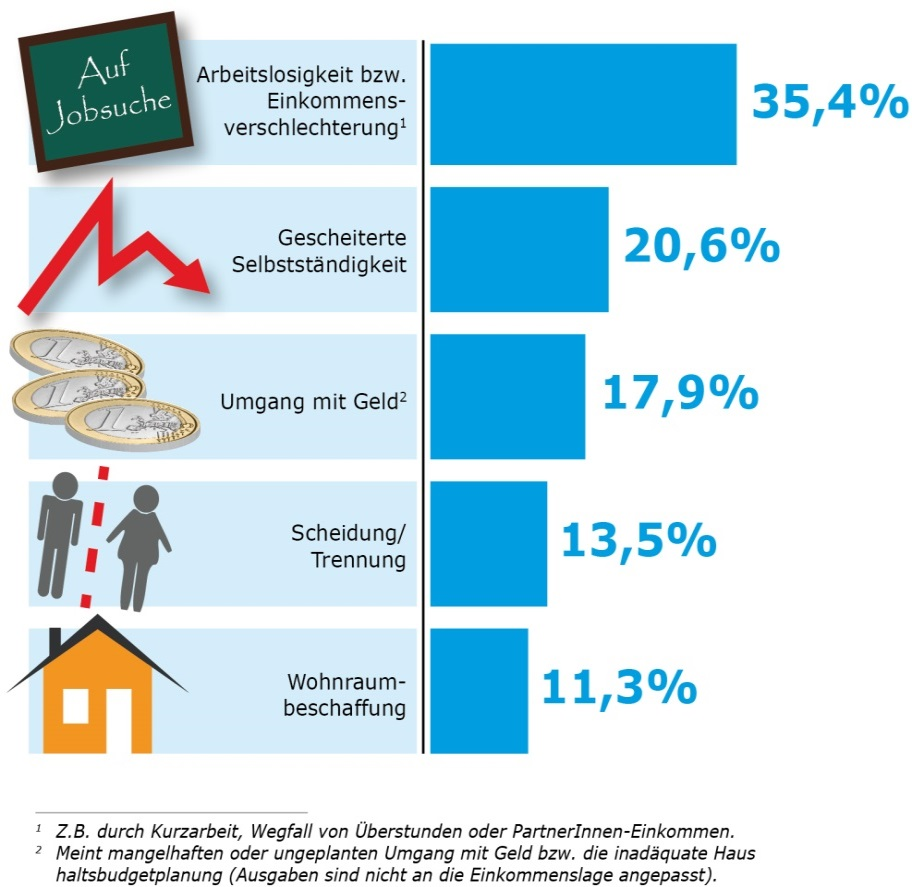 Auf
Jobsuche
Arbeitslosigkeit bzw.
Einkommens-
verschlechterung¹
35,4%
Gescheiterte
Selbstständigkeit
20,6%
Umgang mit Geld²
17,9%
Scheidung/
Trennung
13,5%
Wohnraum-
beschaffung
11,3%
¹ Z.B. durch Kurzarbeit, Wegfall von Überstunden oder PartnerInnen-Einkommen.
² Meint mangelhaften oder ungeplanten Umgang mit Geld bzw. die inadäquate Haus
haltsbudgetplanung (Ausgaben sind nicht an die Einkommenslage angepasst).